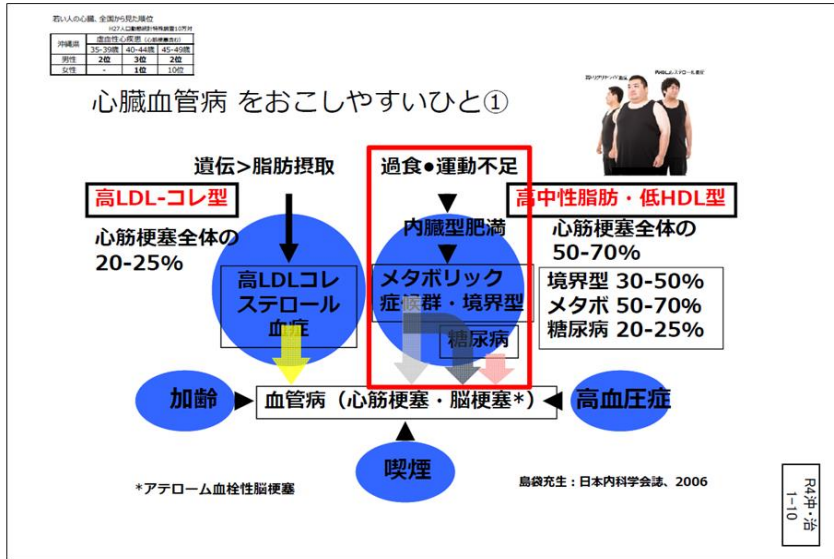 若い人の心臓、全国から見た順位
沖縄県
虚血性心疾患(心筋梗塞含む)
35-39歳 40-44歳 45-49歳
男性 2位 3位 2位
女性 - 1位 10位
心臓血管病 をおこしやすいひと①
遺伝>脂肪摂取
過食●運動不足
高LDL-コレ型
高中性脂肪・低HDL型
心筋梗塞全体の
20-25%
内臓型肥満
心筋梗塞全体の
50-70%
高LDLコレ
ステロール
血症
メタボリック
症候群・境界型
糖尿病
境界型 30-50%
メタボ 50-70%
糖尿病 20-25%
加齢
血管病(心筋梗塞・脳梗塞*)
高血圧症
喫煙
*アテローム血栓性脳梗塞
島袋充生:日本内科学会誌、2006
R4沖・治
1-10